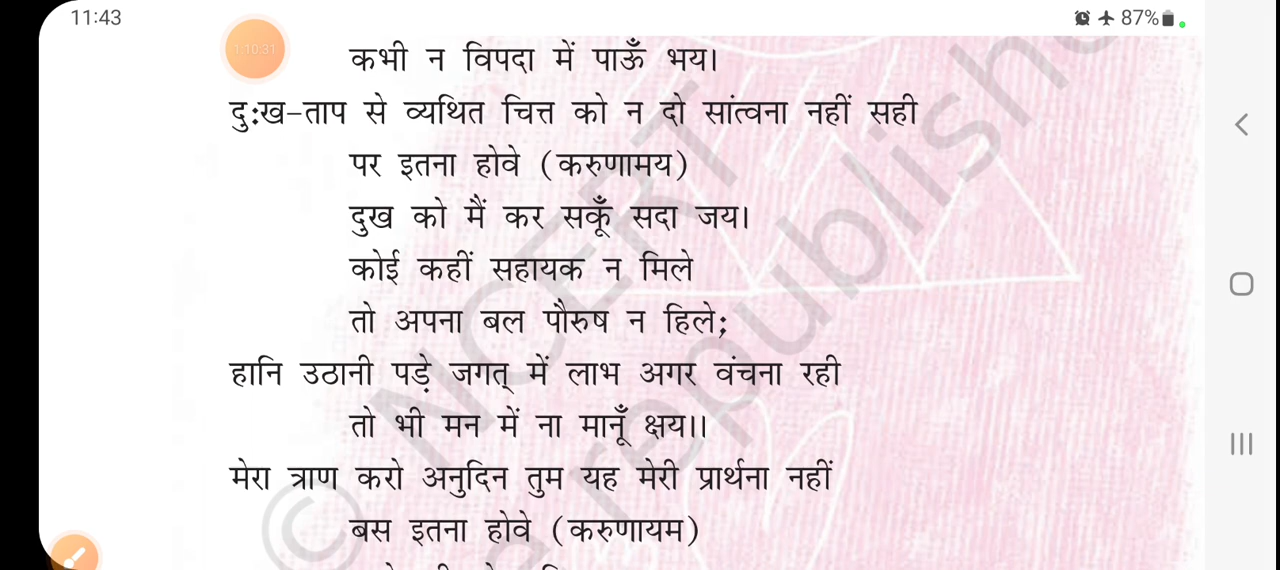 11:43
87%
1:10:31
कभी न विपदा में पाऊँ भय।
दुःख-ताप से व्यथित चित्त को न दो सांत्वना नहीं सही
पर इतना होवे (करुणामय)
दुख को मैं कर सकूँ सदा जय।
कोई कहीं सहायक न मिले
तो अपना बल पौरुष न हिले;
हानि उठानी पड़े जगत् में लाभ अगर वंचना रही
तो भी मन में ना मानूँ क्षय।।
मेरा त्राण करो अनुदिन तुम यह मेरी प्रार्थना नहीं
बस इतना होवे (करुणायम)
© NCERT
republished